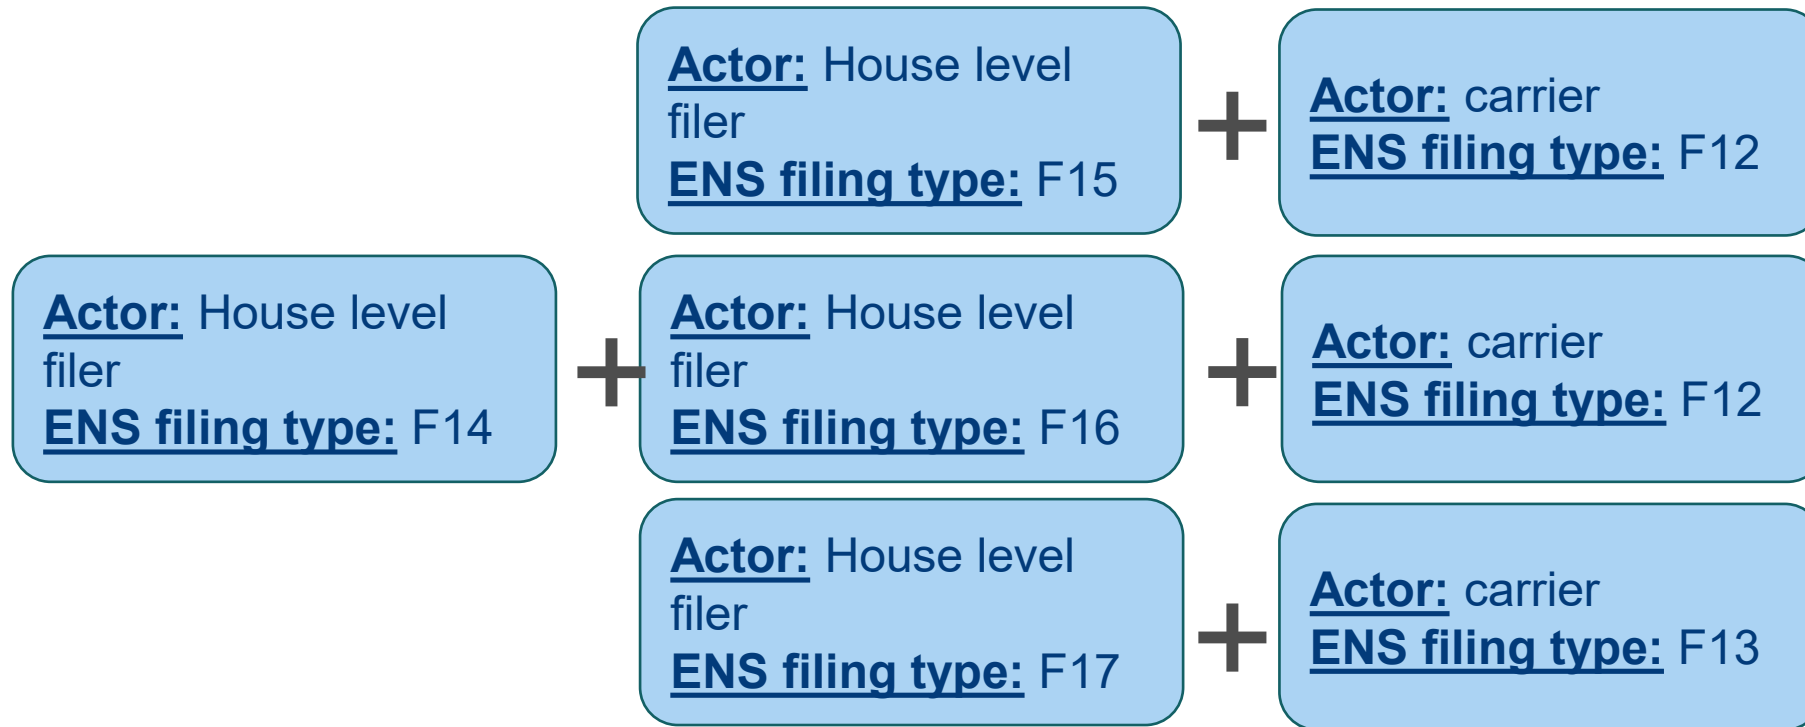 Actor: House level
filer
ENS filing type: F15
+
Actor: carrier
ENS filing type: F12
Actor: House level
filer
ENS filing type: F14
+
Actor: House level
filer
ENS filing type: F16
+
Actor: carrier
ENS filing type: F12
Actor: House level
filer
ENS filing type: F17
+
Actor: carrier
ENS filing type: F13